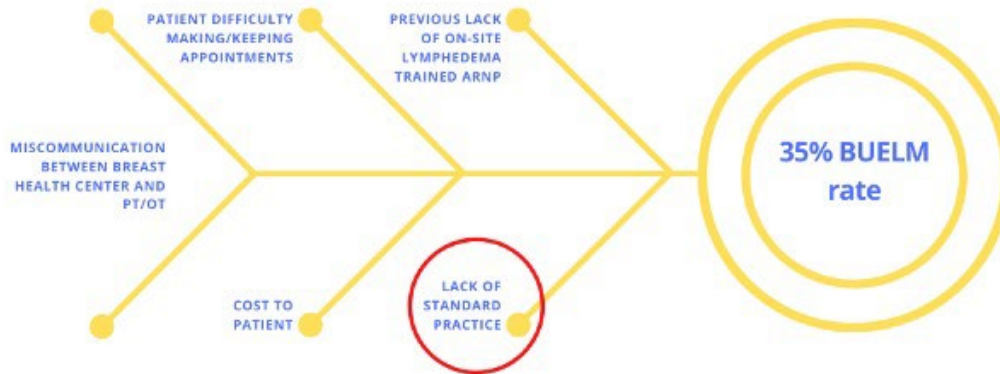 PATIENT DIFFICULTY
MAKING/KEEPING
APPOINTMENTS
PREVIOUS LACK
OF ON-SITE
LYMPHEDEMA
TRAINED ARNP
MISCOMMUNICATION
BETWEEN BREAST
HEALTH CENTER AND
PT/OT
35% BUELM
rate
COST TO
PATIENT
LACK OF
STANDARD
PRACTICE